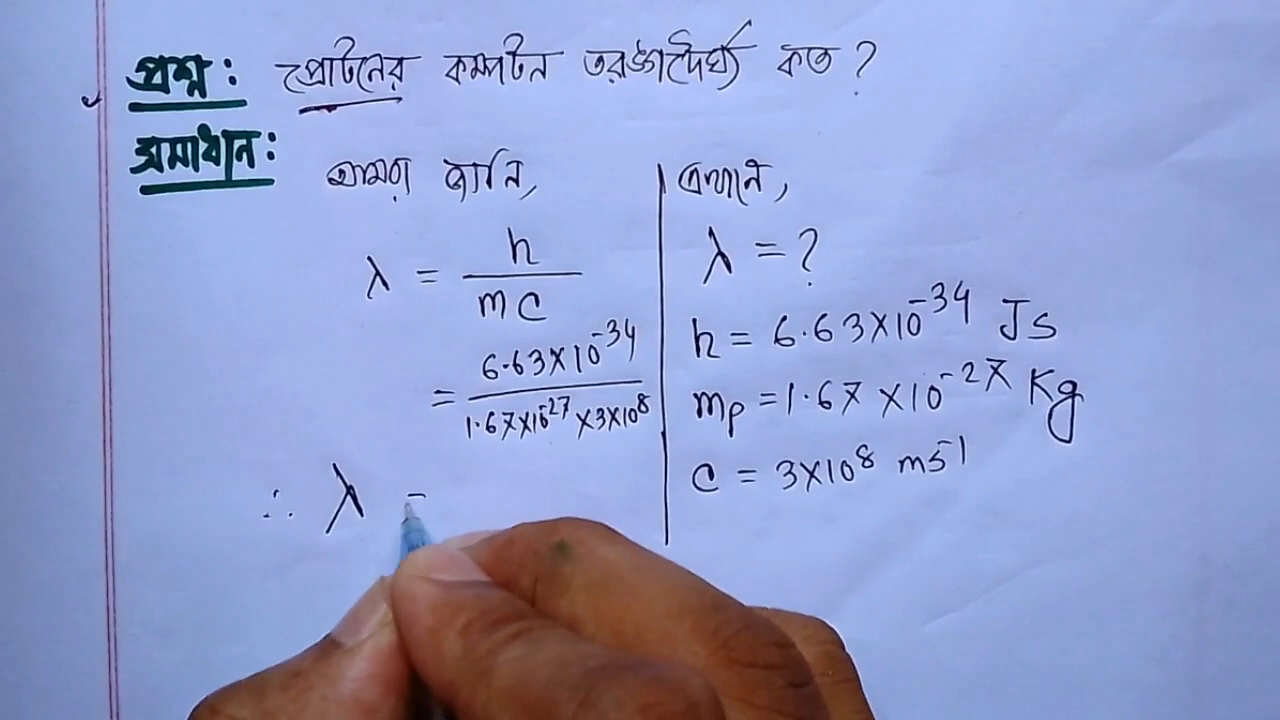 প্রশ্ন: প্রোটনের কম্পটন তরঙ্গদৈর্ঘ্য কত ?
সমাধান:
আমরা জানি,
λ = h / mc
= 6.63×10⁻³⁴ / 1.67×10⁻²⁷ ×3×10⁸
∴ λ =
এখানে,
λ = ?
h = 6.63×10⁻³⁴ Js
mₚ = 1.67 ×10⁻²⁷ Kg
c = 3×10⁸ ms⁻¹